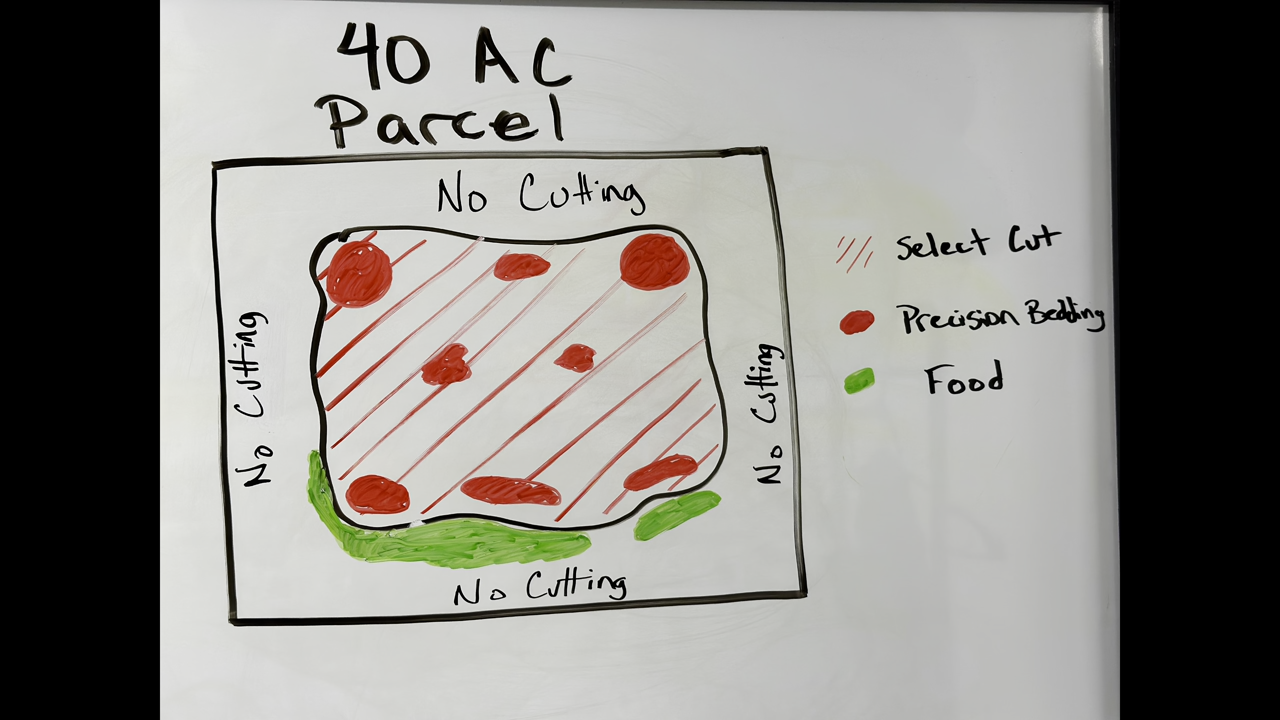 40 AC
Parcel
No Cutting
No Cutting
No Cutting
No Cutting
Select Cut
Precision Bedding
Food